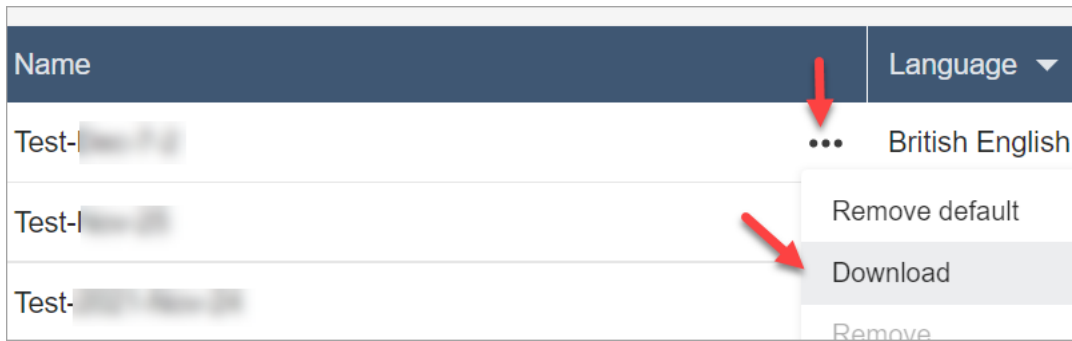 Name Language
Test- British English
Remove default
Test-
Download
Test-
Remove